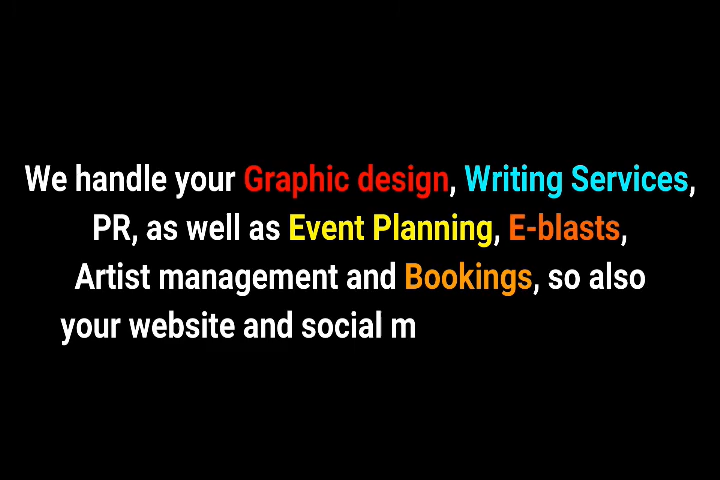 We handle your Graphic design, Writing Services,
PR, as well as Event Planning, E-blasts,
Artist management and Bookings, so also
your website and social m